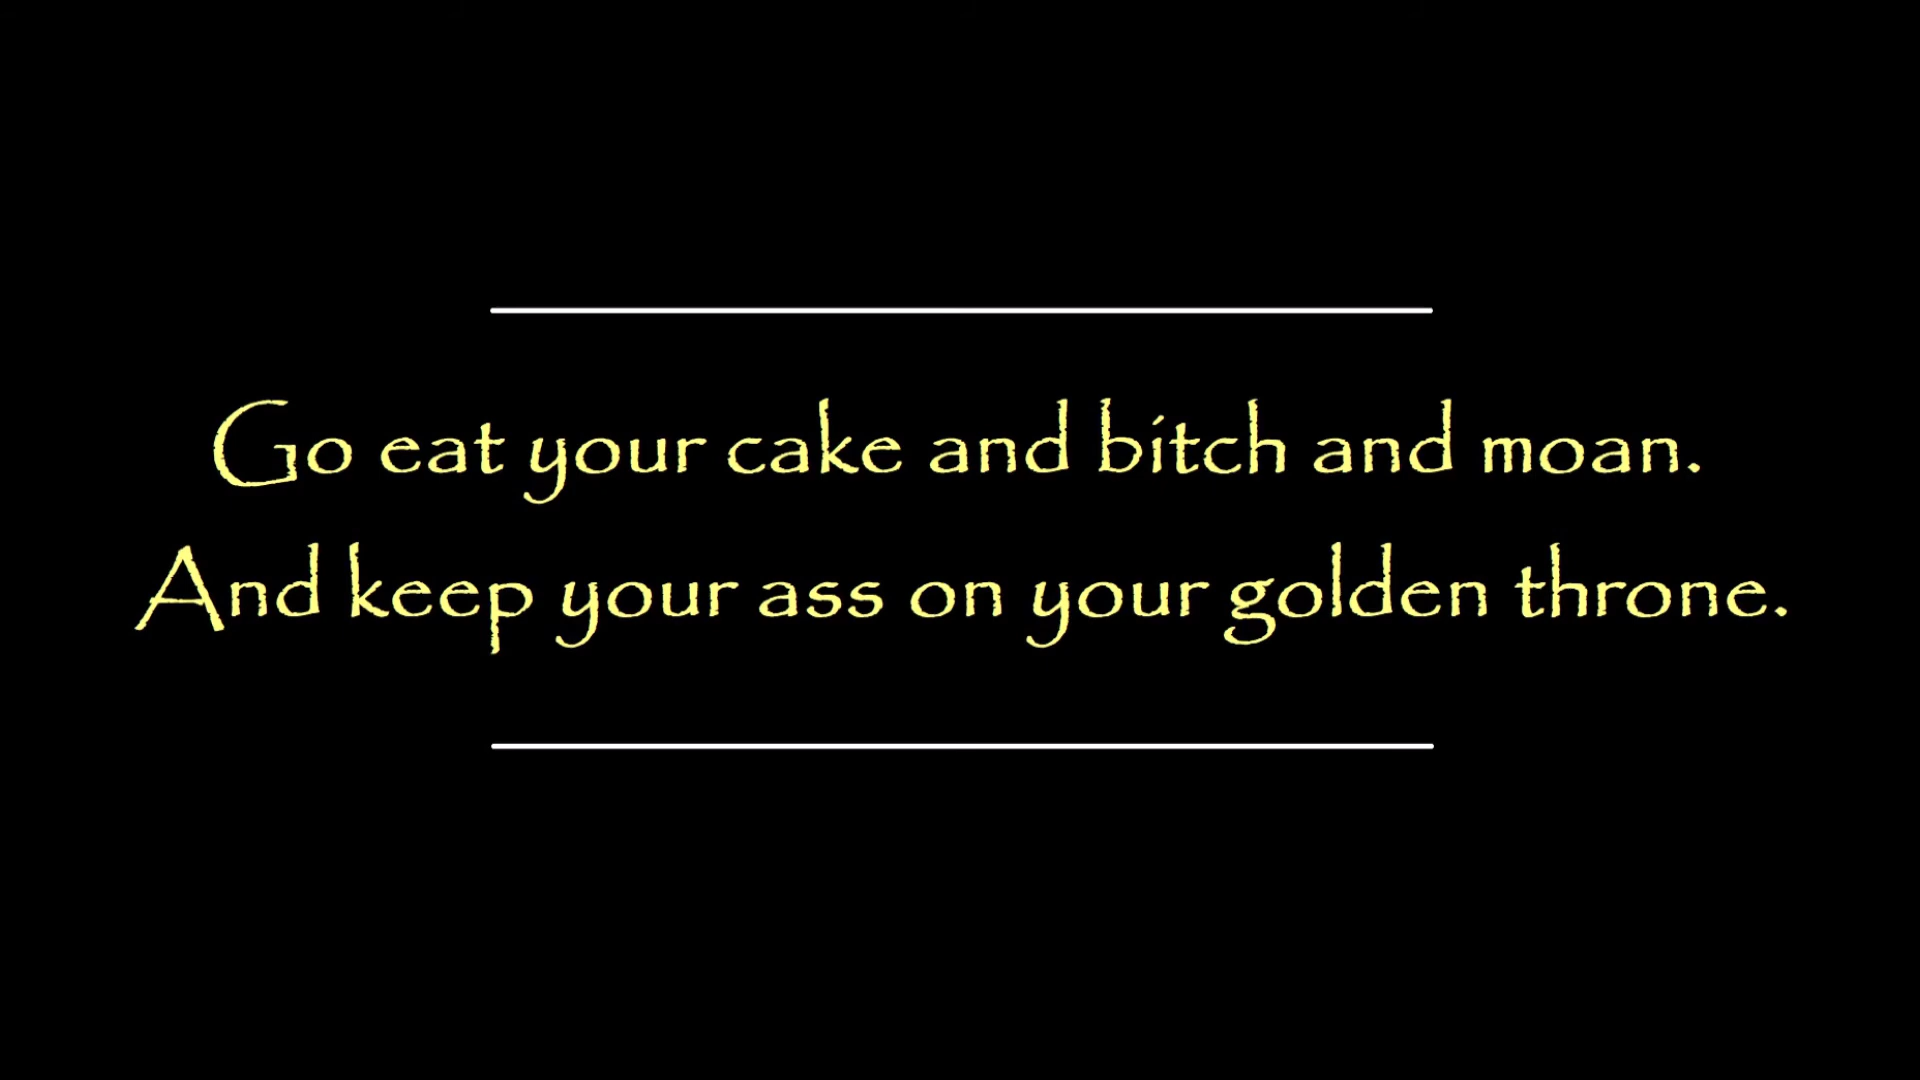 Go eat your cake and bitch and moan.
And keep your ass on your golden throne.